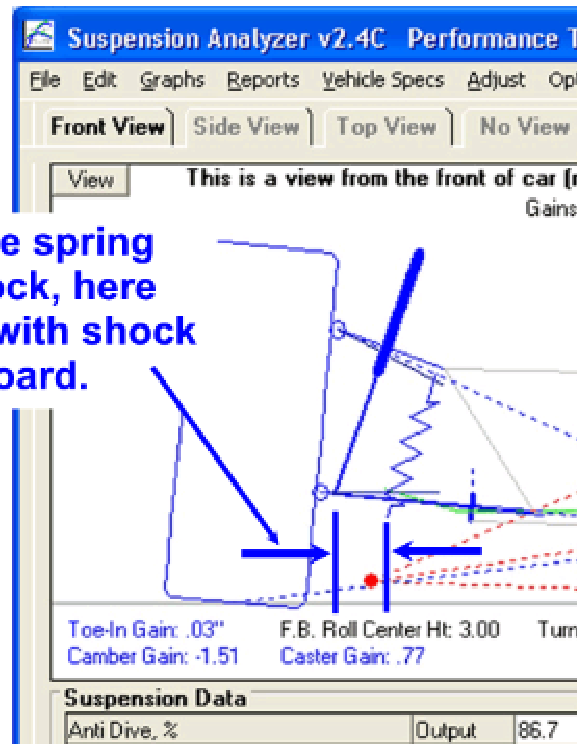 Suspension Analyzer v2.4C Performance T
File Edit Graphs Reports Vehicle Specs Adjust Opt
Front View Side View Top View No View
View This is a view from the front of car (r
Gains
e spring
ock, here
with shock
oard.
Toe-In Gain: .03" F.B. Roll Center Ht: 3.00 Turn
Camber Gain: -1.51 Caster Gain: .77
Suspension Data
Anti Dive, % Output 86.7